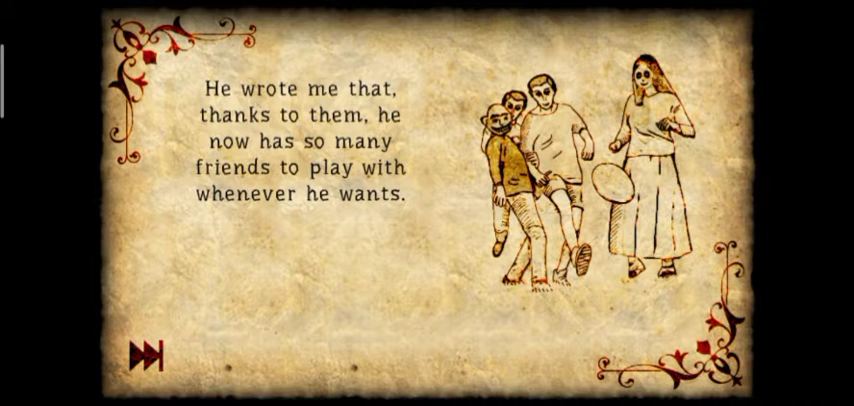 He wrote me that,
thanks to them, he
now has so many
friends to play with
whenever he wants.